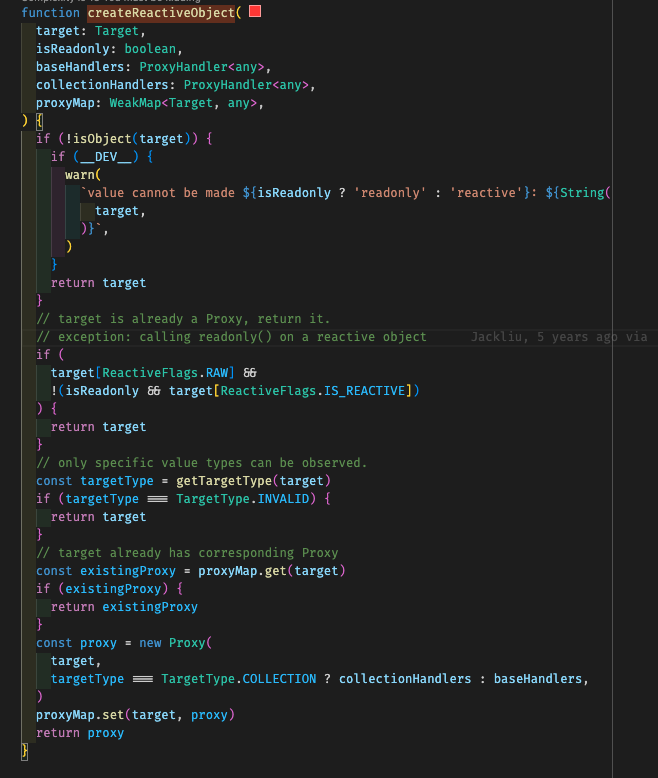 function createReactiveObject(
  target: Target,
  isReadonly: boolean,
  baseHandlers: ProxyHandler<any>,
  collectionHandlers: ProxyHandler<any>,
  proxyMap: WeakMap<Target, any>,
) {
  if (!isObject(target)) {
    if (__DEV__) {
      warn(
        `value cannot be made ${isReadonly ? 'readonly' : 'reactive'}: ${String(
          target,
        )}`,
      )
    }
    return target
  }
  // target is already a Proxy, return it.
  // exception: calling readonly() on a reactive object Jackliu, 5 years ago via
  if (
    target[ReactiveFlags.RAW] &&
    !(isReadonly && target[ReactiveFlags.IS_REACTIVE])
  ) {
    return target
  }
  // only specific value types can be observed.
  const targetType = getTargetType(target)
  if (targetType === TargetType.INVALID) {
    return target
  }
  // target already has corresponding Proxy
  const existingProxy = proxyMap.get(target)
  if (existingProxy) {
    return existingProxy
  }
  const proxy = new Proxy(
    target,
    targetType === TargetType.COLLECTION ? collectionHandlers : baseHandlers,
  )
  proxyMap.set(target, proxy)
  return proxy
}